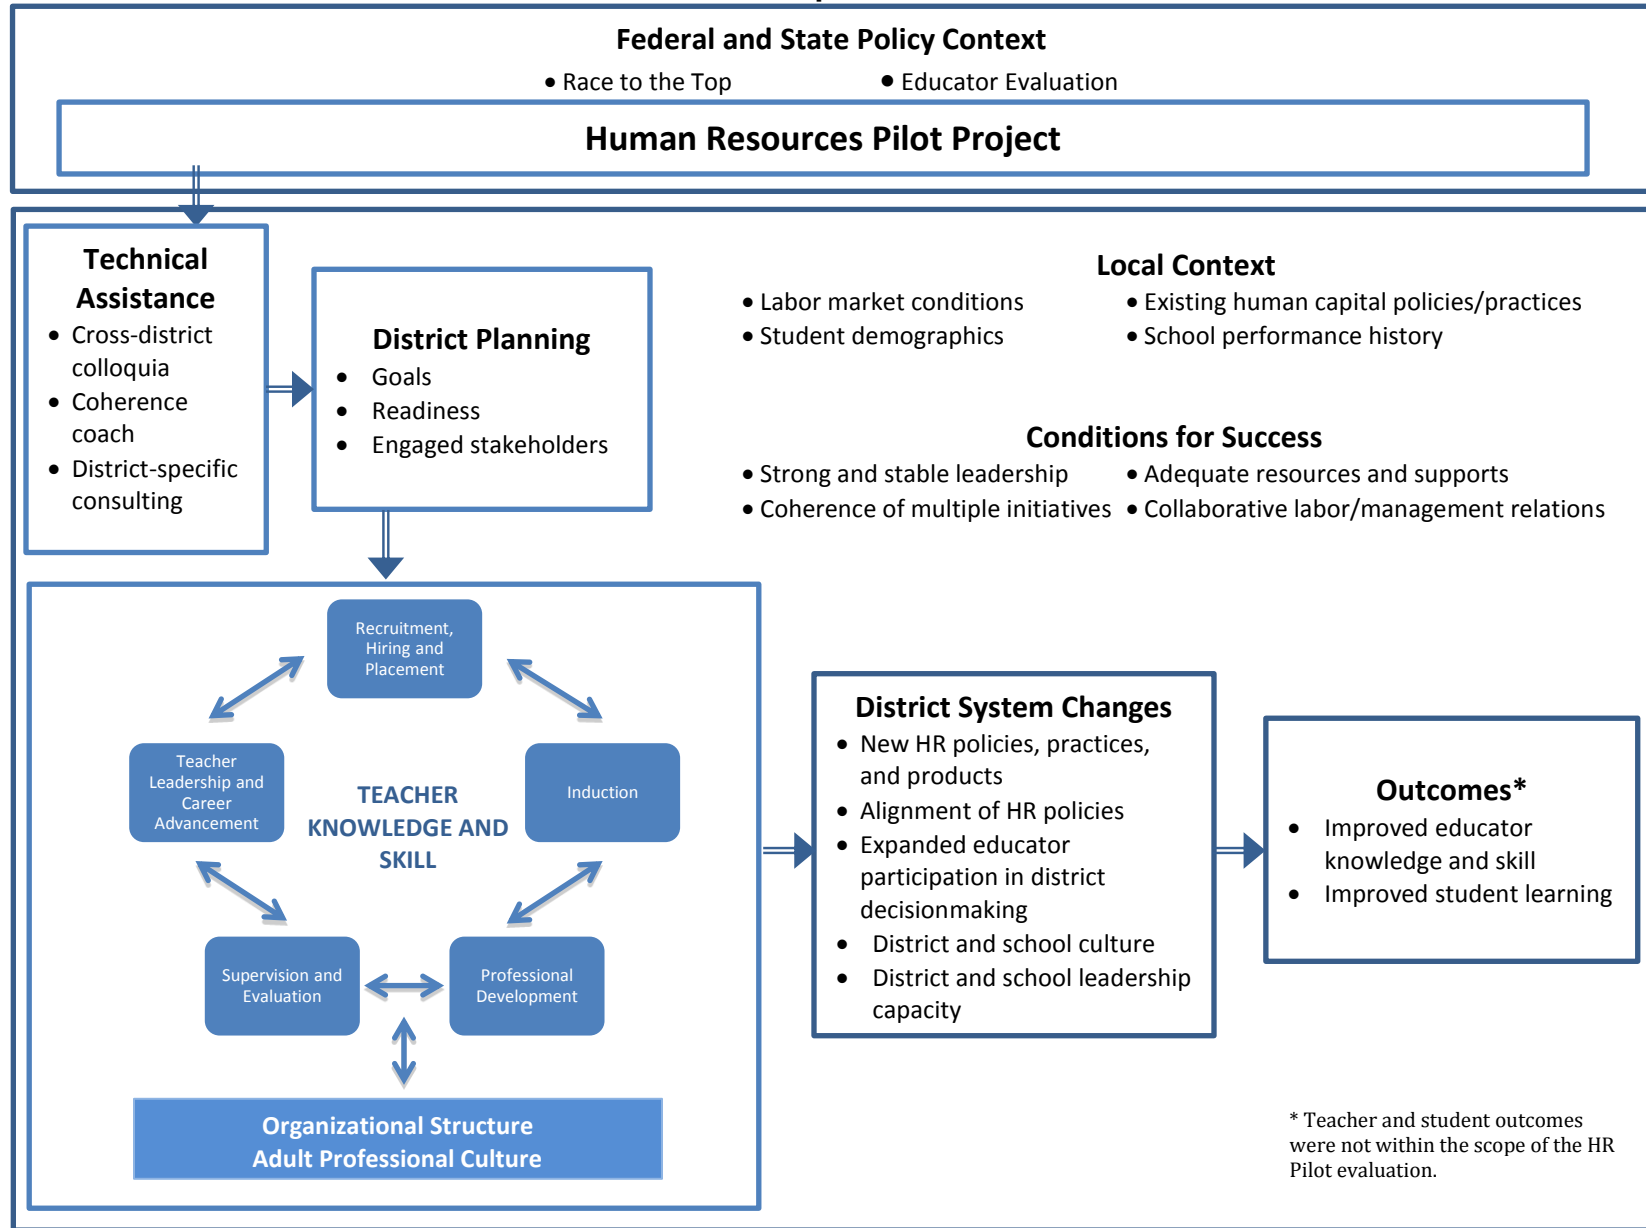 Federal and State Policy Context
• Race to the Top • Educator Evaluation
Human Resources Pilot Project
Technical
Assistance
• Cross-district
colloquia
• Coherence
coach
• District-specific
consulting
District Planning
• Goals
• Readiness
• Engaged stakeholders
Local Context
• Labor market conditions • Existing human capital policies/practices
• Student demographics • School performance history
Conditions for Success
• Strong and stable leadership • Adequate resources and supports
• Coherence of multiple initiatives • Collaborative labor/management relations
Recruitment,
Hiring and
Placement
Teacher
Leadership and
Career
Advancement
TEACHER
KNOWLEDGE AND
SKILL
Induction
Supervision and
Evaluation
Professional
Development
Organizational Structure
Adult Professional Culture
District System Changes
• New HR policies, practices,
and products
• Alignment of HR policies
• Expanded educator
participation in district
decisionmaking
• District and school culture
• District and school leadership
capacity
Outcomes*
• Improved educator
knowledge and skill
• Improved student learning
* Teacher and student outcomes
were not within the scope of the HR
Pilot evaluation.